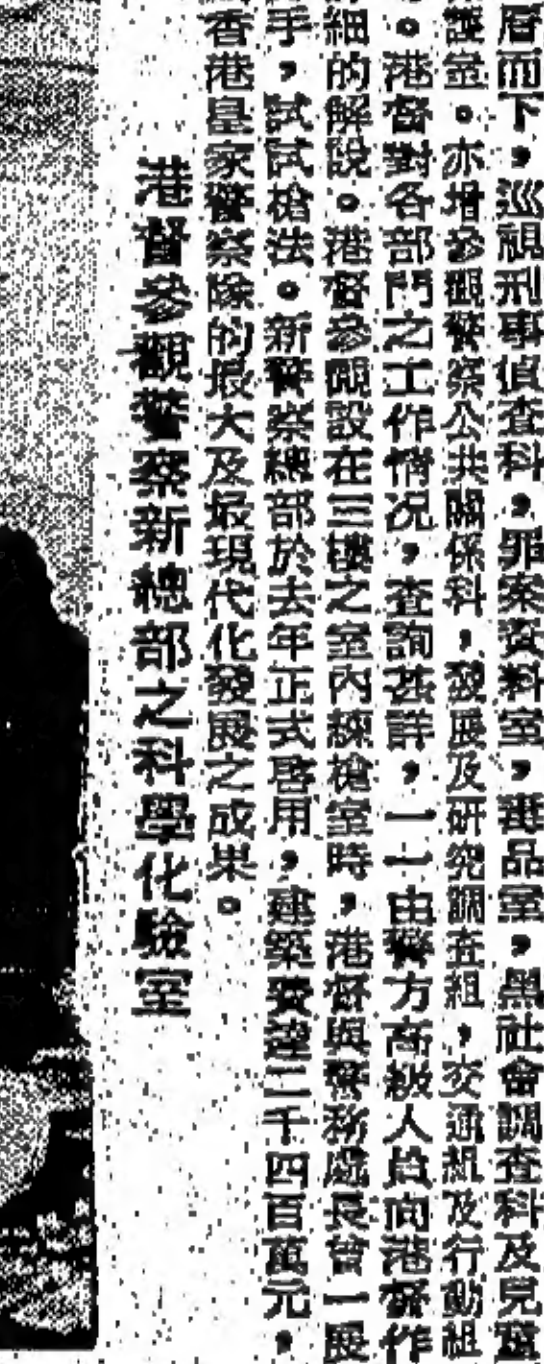 層而下，巡視刑事偵查科，罪案資料室，毒品室，黑社會調查科及見習
室。亦增參觀警察公共關係科，發展及研究調查組，交通組及行動組
。港督對各部門之工作情况，查詢甚詳，一一由警方高級人員向港督作
細的解說。港督參觀設在三樓之室內練槍室時，港督與警務處長曾一展
手，試試槍法。新警察總部於去年正式啓用，建築費達二千四百萬元，
香港皇家警察隊的最大及最現代化發展之成果。
港督參觀警察新總部之科學化驗室